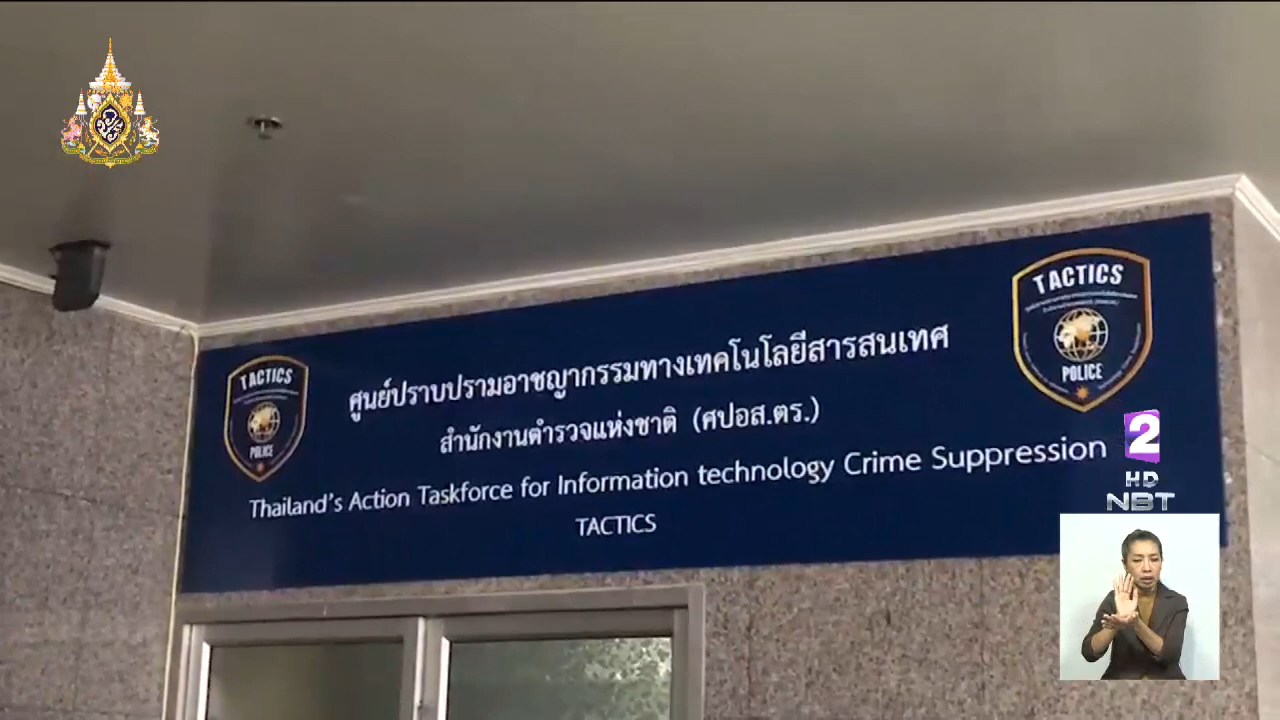 TACTICS
POLICE
ศูนย์ปราบปรามอาชญากรรมทางเทคโนโลยีสารสนเทศ
สำนักงานตำรวจแห่งชาติ (ศปอส.ตร.)
Thailand's Action Taskforce for Information technology Crime Suppression
TACTICS
TACTICS
POLICE
2
HD
NBT